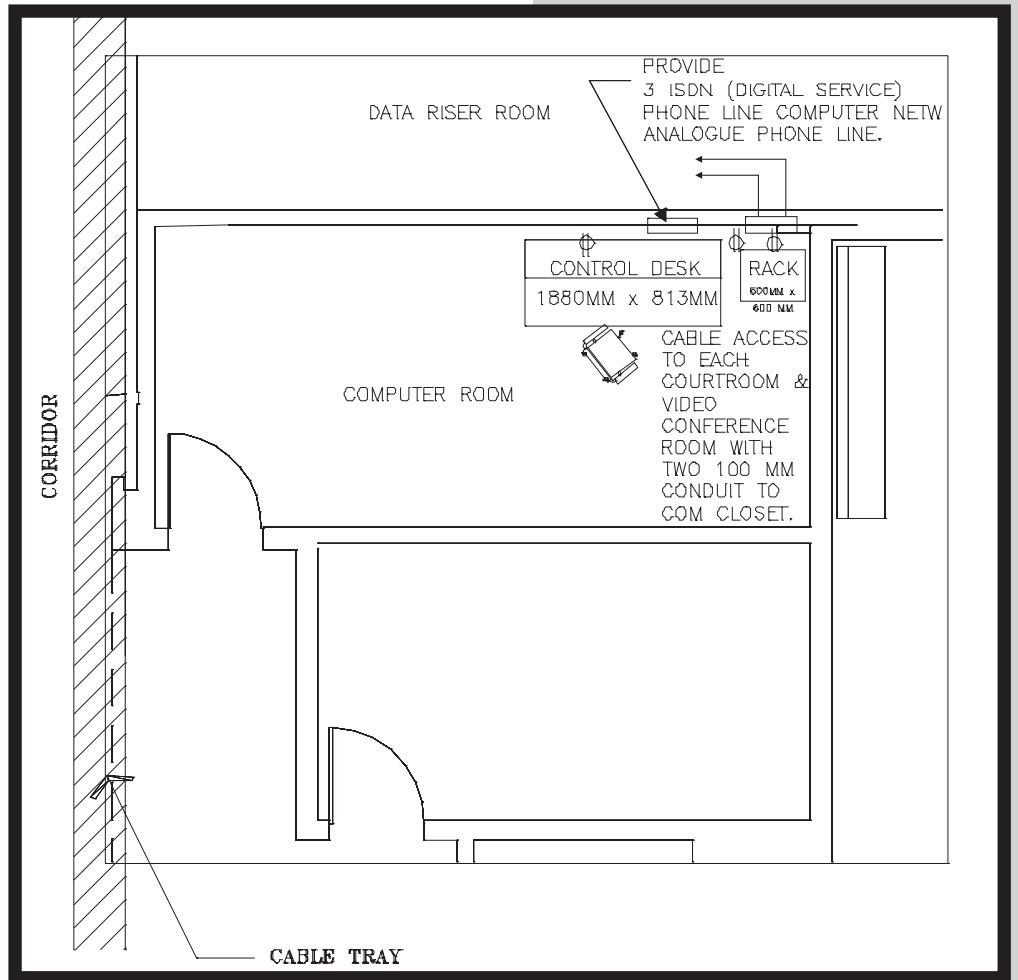 PROVIDE
3 ISDN (DIGITAL SERVICE)
PHONE LINE COMPUTER NETW
ANALOGUE PHONE LINE.
DATA RISER ROOM
CONTROL DESK
1880MM x 813MM
RACK
600MM x
600 MM
CABLE ACCESS
TO EACH
COURTROOM &
VIDEO
CONFERENCE
ROOM WITH
TWO 100 MM
CONDUIT TO
COM CLOSET.
COMPUTER ROOM
CORRIDOR
CABLE TRAY